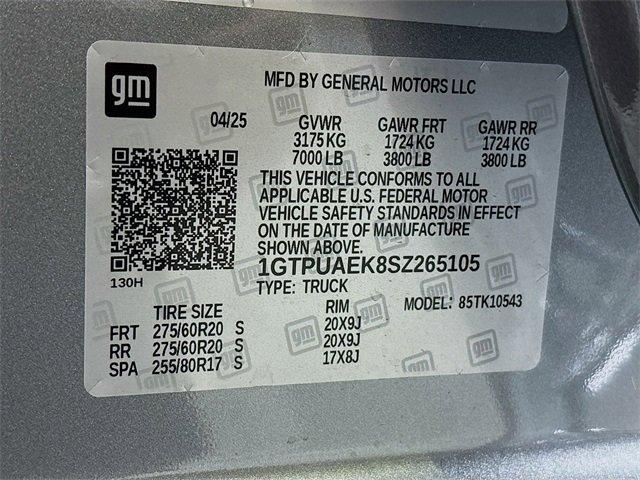 gm
MFD BY GENERAL MOTORS LLC
04/25
GVWR GAWR FRT GAWR RR
3175 KG 1724 KG 1724 KG
7000 LB 3800 LB 3800 LB
THIS VEHICLE CONFORMS TO ALL
APPLICABLE U.S. FEDERAL MOTOR
VEHICLE SAFETY STANDARDS IN EFFECT
ON THE DATE OF MANUFACTURE
SHOWN ABOVE.
130H
1GTPUAEK8SZ265105
TYPE: TRUCK
MODEL: 85TK10543
TIRE SIZE RIM
FRT 275/60R20 S 20X9J
RR 275/60R20 S 20X9J
SPA 255/80R17 S 17X8J